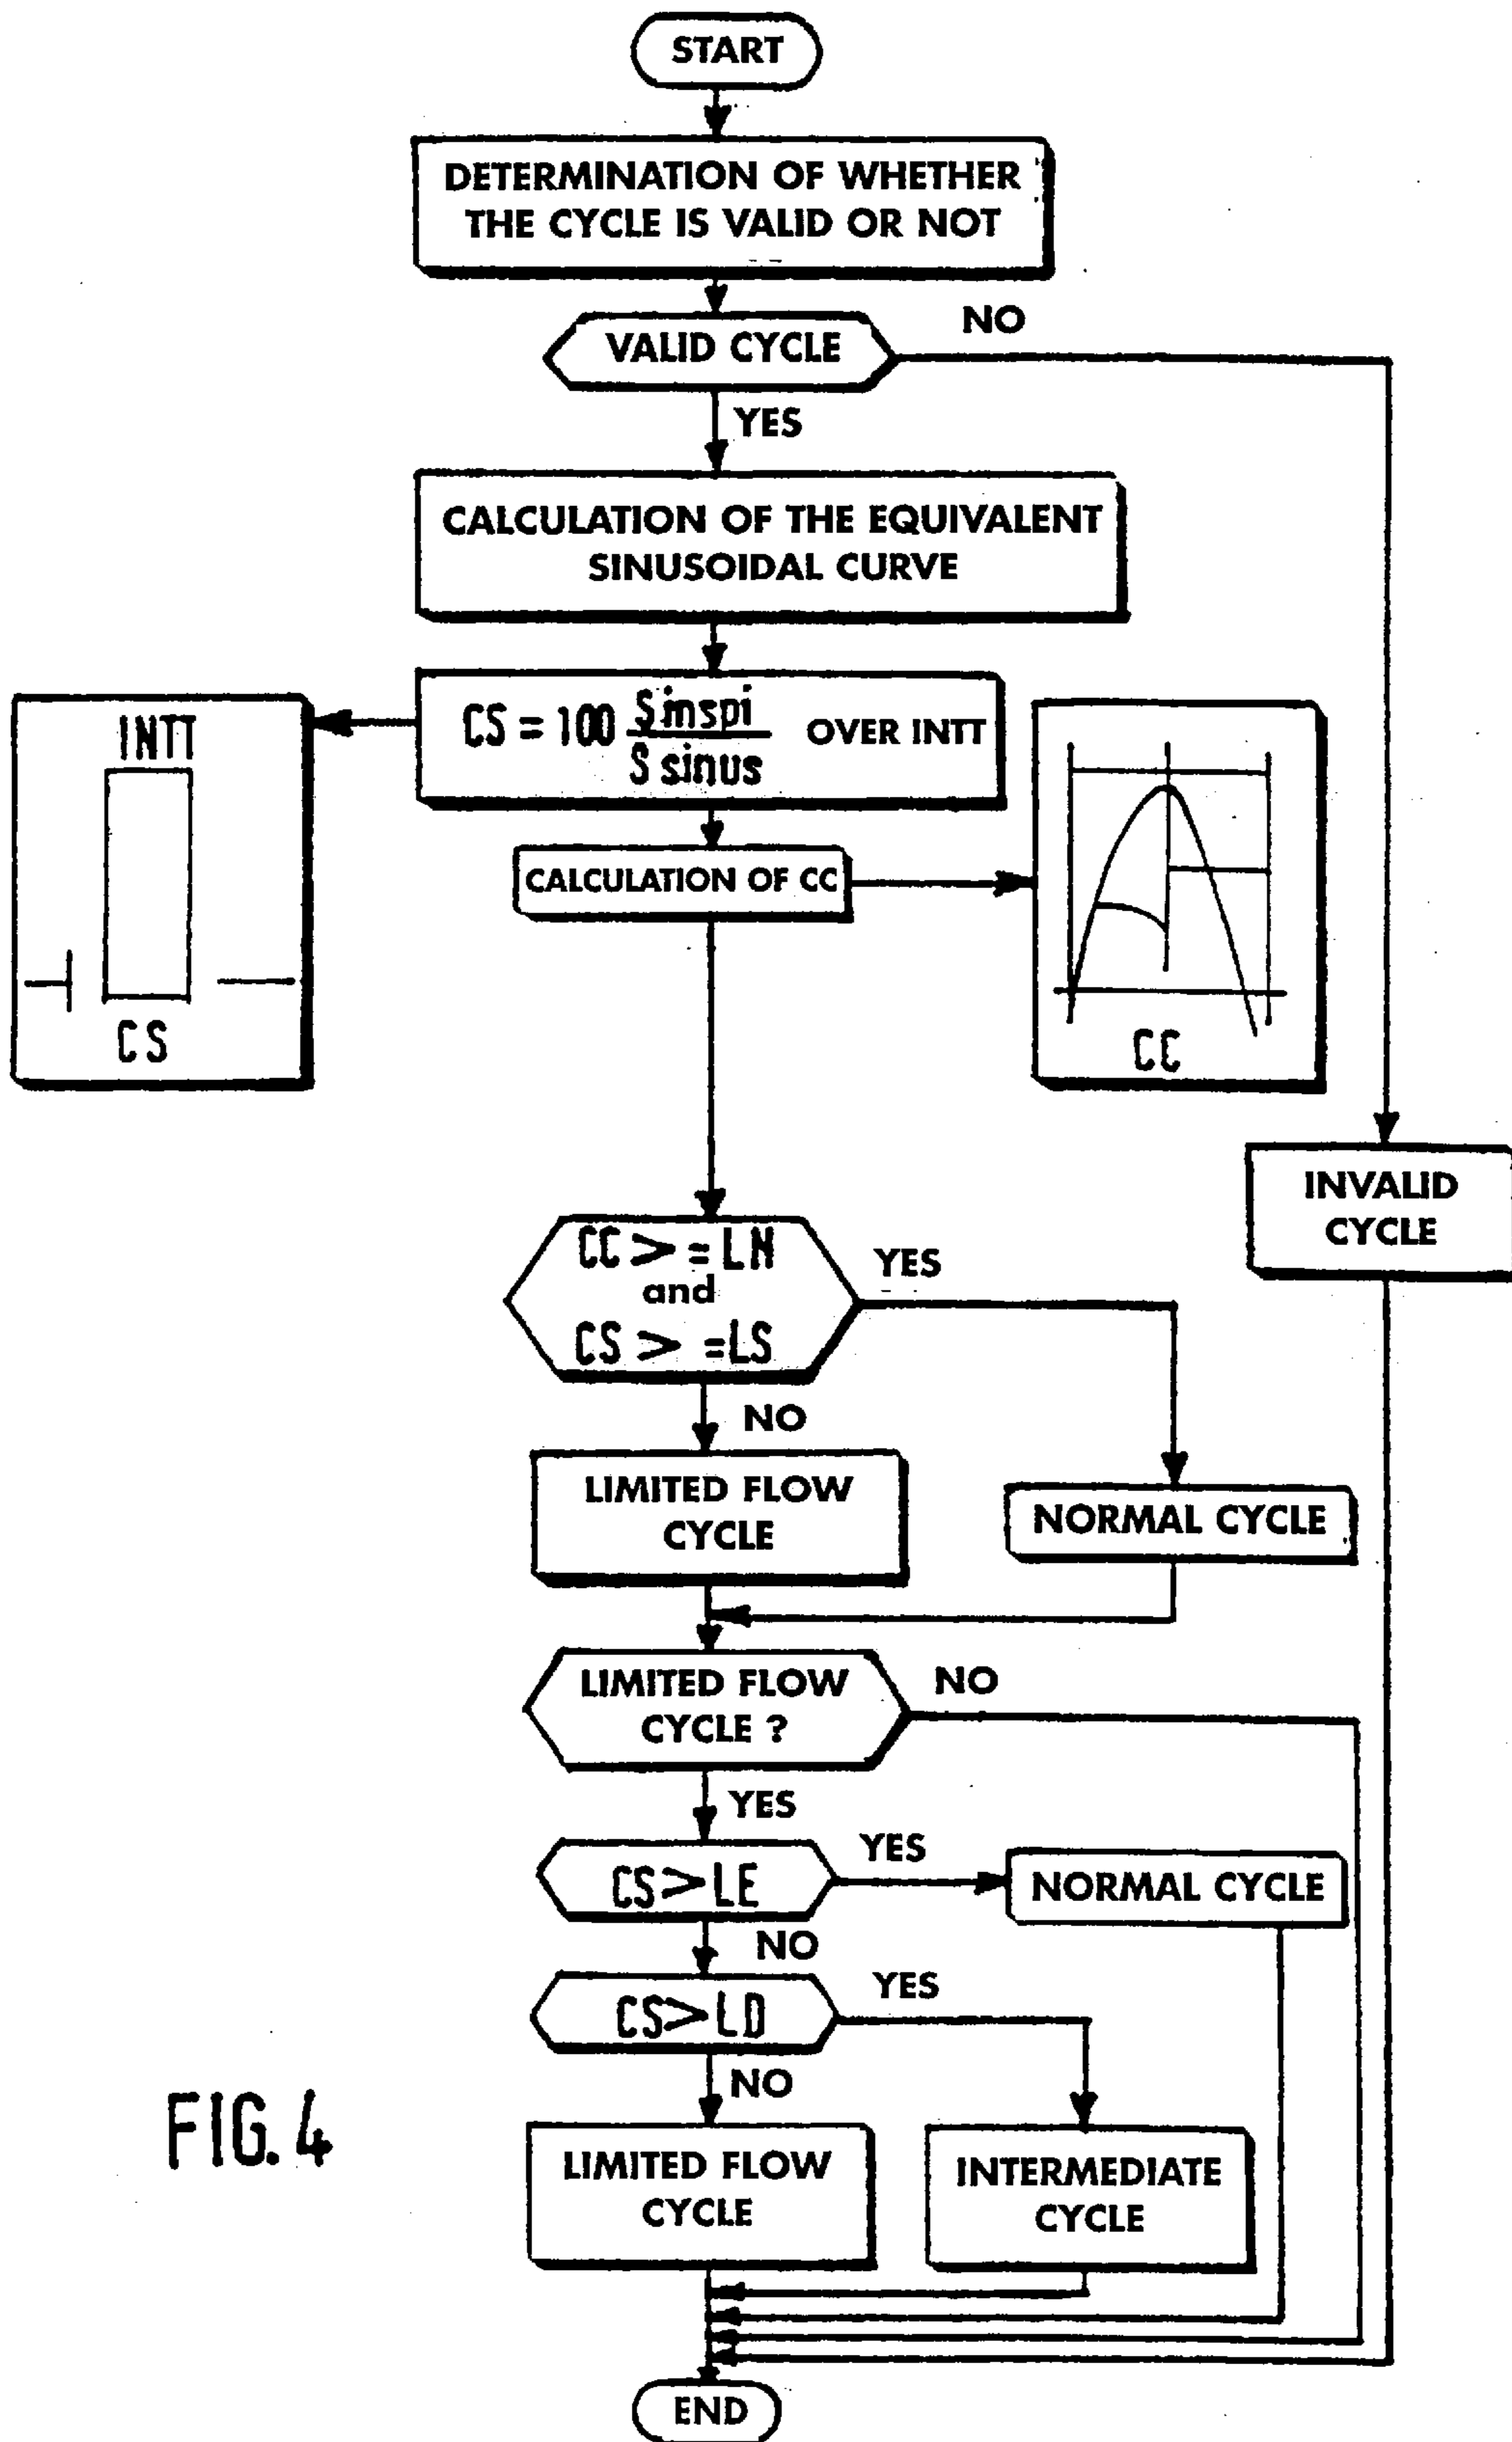 START
DETERMINATION OF WHETHER
THE CYCLE IS VALID OR NOT
VALID CYCLE
NO
YES
CALCULATION OF THE EQUIVALENT
SINUSOIDAL CURVE
CS = 100 Sinspi / S sinus OVER INTT
INTT
CS
CALCULATION OF CC
CC
INVALID
CYCLE
CC > = LN
and
CS > = LS
YES
NO
LIMITED FLOW
CYCLE
NORMAL CYCLE
LIMITED FLOW
CYCLE ?
NO
YES
CS > LE
YES
NORMAL CYCLE
NO
CS > LD
YES
NO
LIMITED FLOW
CYCLE
INTERMEDIATE
CYCLE
FIG. 4
END